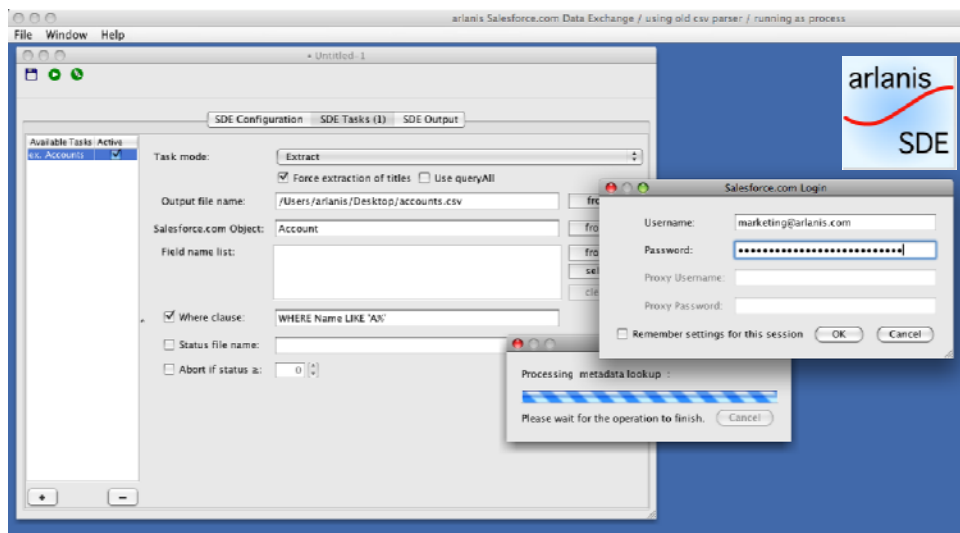 arlanis Salesforce.com Data Exchange / using old csv parser / running as process
File Window Help
• Untitled-1
arlanis
SDE
SDE Configuration SDE Tasks (1) SDE Output
Available Tasks Active
ex. Accounts
Task mode: Extract
Force extraction of titles Use queryAll
Output file name: /Users/arlanis/Desktop/accounts.csv
Salesforce.com Object: Account
Field name list:
Where clause: WHERE Name LIKE 'A%'
Status file name:
Abort if status ≥: 0
Salesforce.com Login
Username: marketing@arlanis.com
Password: 
Proxy Username:
Proxy Password:
Remember settings for this session OK Cancel
Processing metadata lookup :
Please wait for the operation to finish. Cancel